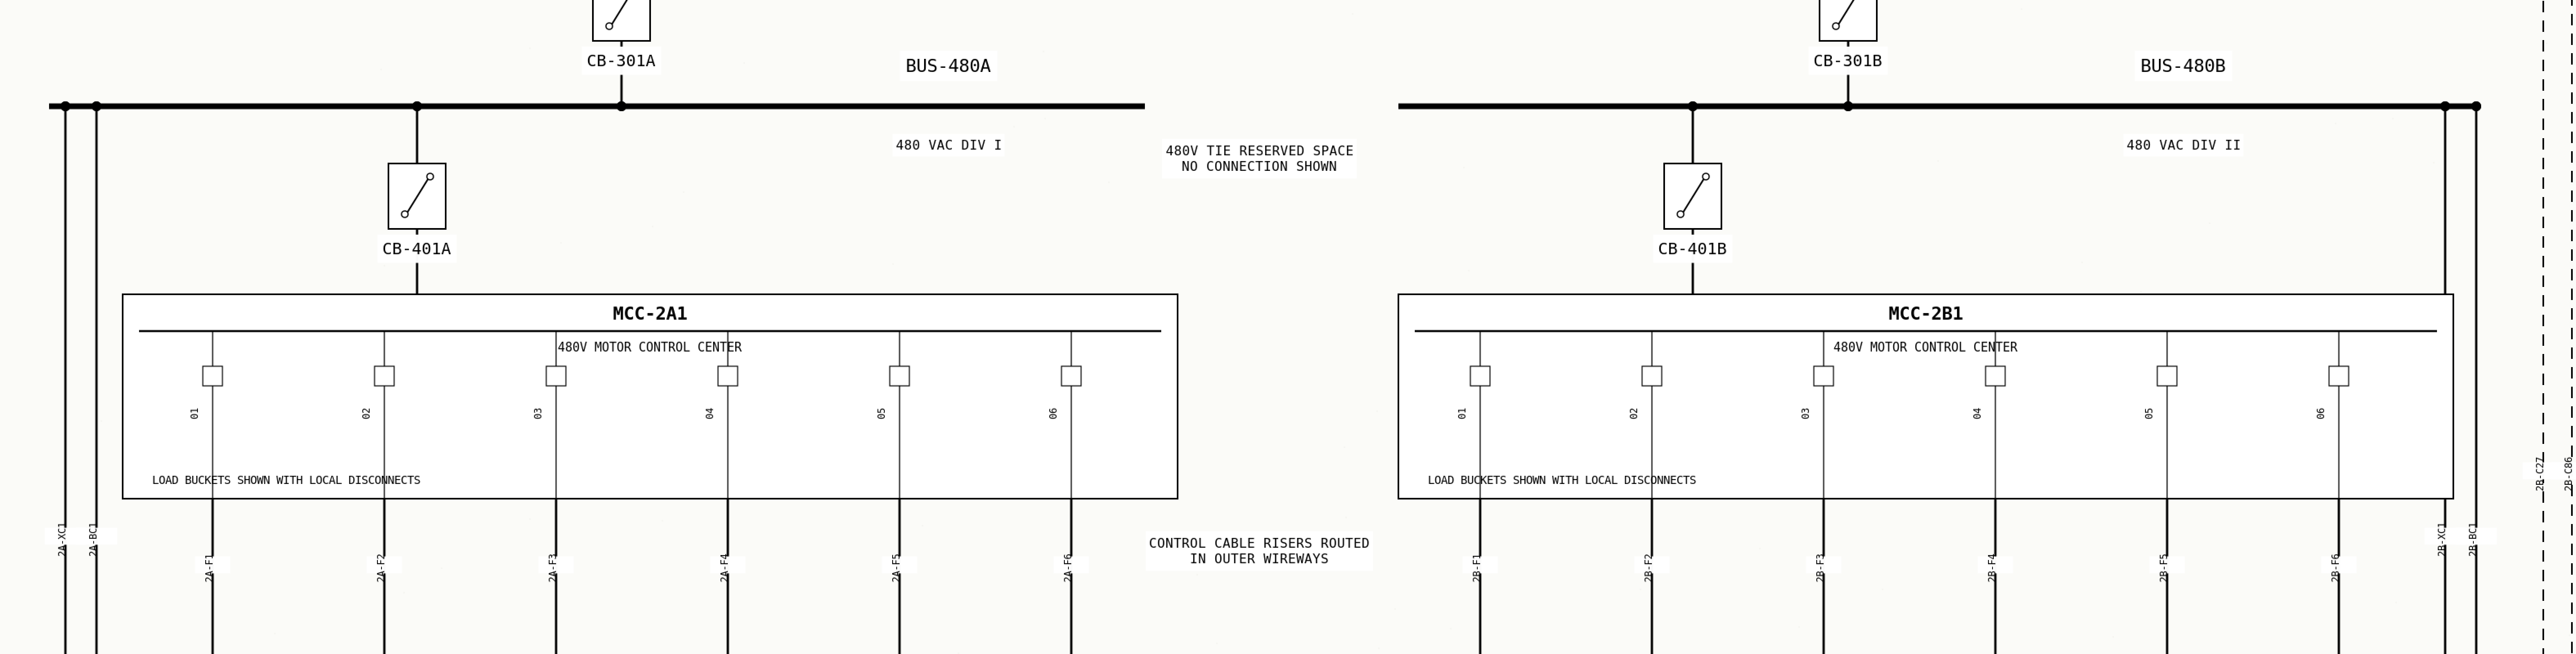 CB-301A
CB-301B
BUS-480A
BUS-480B
480 VAC DIV I
480V TIE RESERVED SPACE
NO CONNECTION SHOWN
480 VAC DIV II
CB-401A
CB-401B
MCC-2A1
480V MOTOR CONTROL CENTER
01
02
03
04
05
06
LOAD BUCKETS SHOWN WITH LOCAL DISCONNECTS
MCC-2B1
480V MOTOR CONTROL CENTER
01
02
03
04
05
06
LOAD BUCKETS SHOWN WITH LOCAL DISCONNECTS
2B-C27
2B-C86
2A-XC1
2A-BC1
2A-F1
2A-F2
2A-F3
2A-F4
2A-F5
2A-F6
CONTROL CABLE RISERS ROUTED
IN OUTER WIREWAYS
2B-F1
2B-F2
2B-F3
2B-F4
2B-F5
2B-F6
2B-XC1
2B-BC1